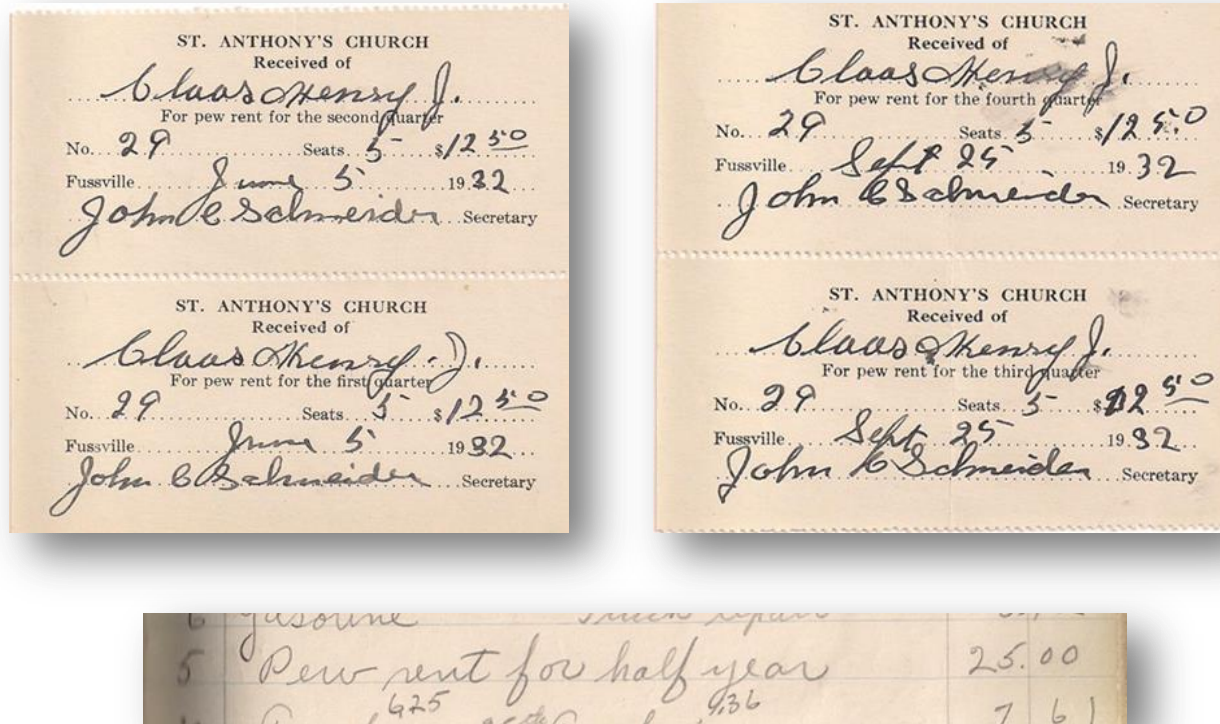 ST. ANTHONY'S CHURCH
Received of
Claas Henry J.
For pew rent for the second quarter
No. 29 Seats 5 $12 50
Fussville June 5 1932
John C Schneider Secretary
ST. ANTHONY'S CHURCH
Received of
Claas Henry J.
For pew rent for the first quarter
No. 29 Seats 5 $12 50
Fussville June 5 1932
John C Schneider Secretary
ST. ANTHONY'S CHURCH
Received of
Claas Henry J.
For pew rent for the fourth quarter
No. 29 Seats 5 $12 50
Fussville Sept 25 1932
John C Schneider Secretary
ST. ANTHONY'S CHURCH
Received of
Claas Henry J.
For pew rent for the third quarter
No. 29 Seats 5 $12 50
Fussville Sept 25 1932
John C Schneider Secretary
6 Gasoline Truck repair
5 Pew rent for half year 25.00
625 936
7 61